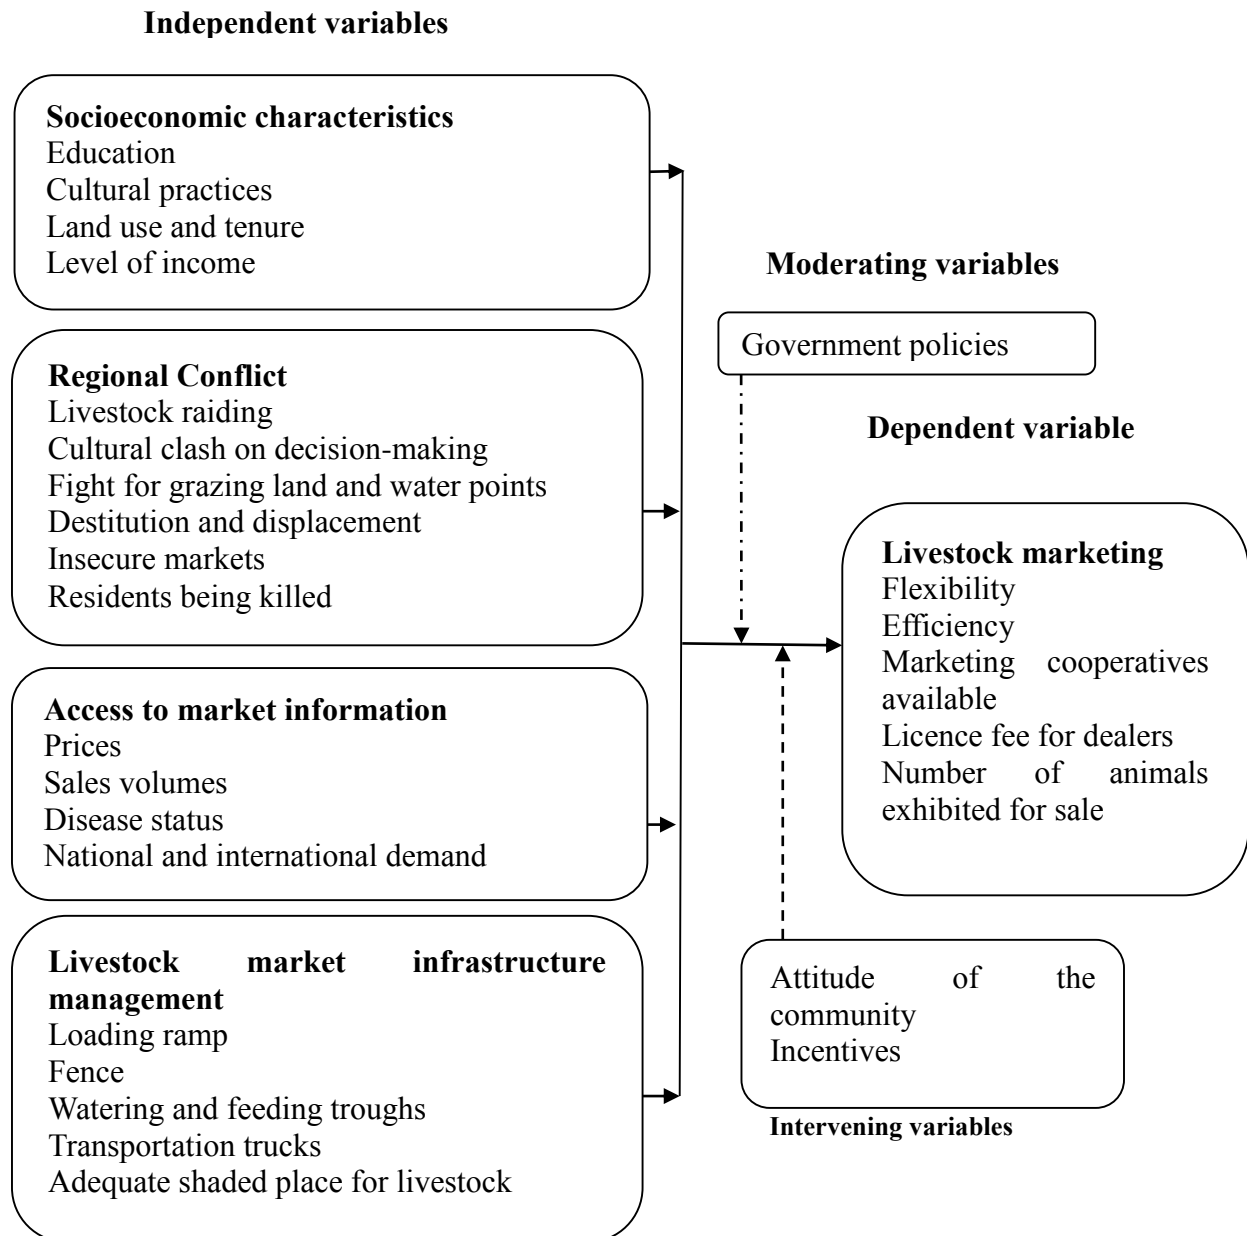 Independent variables
Socioeconomic characteristics
Education
Cultural practices
Land use and tenure
Level of income
Regional Conflict
Livestock raiding
Cultural clash on decision-making
Fight for grazing land and water points
Destitution and displacement
Insecure markets
Residents being killed
Access to market information
Prices
Sales volumes
Disease status
National and international demand
Livestock market infrastructure
management
Loading ramp
Fence
Watering and feeding troughs
Transportation trucks
Adequate shaded place for livestock
Moderating variables
Government policies
Dependent variable
Livestock marketing
Flexibility
Efficiency
Marketing cooperatives
available
Licence fee for dealers
Number of animals
exhibited for sale
Attitude of the
community
Incentives
Intervening variables